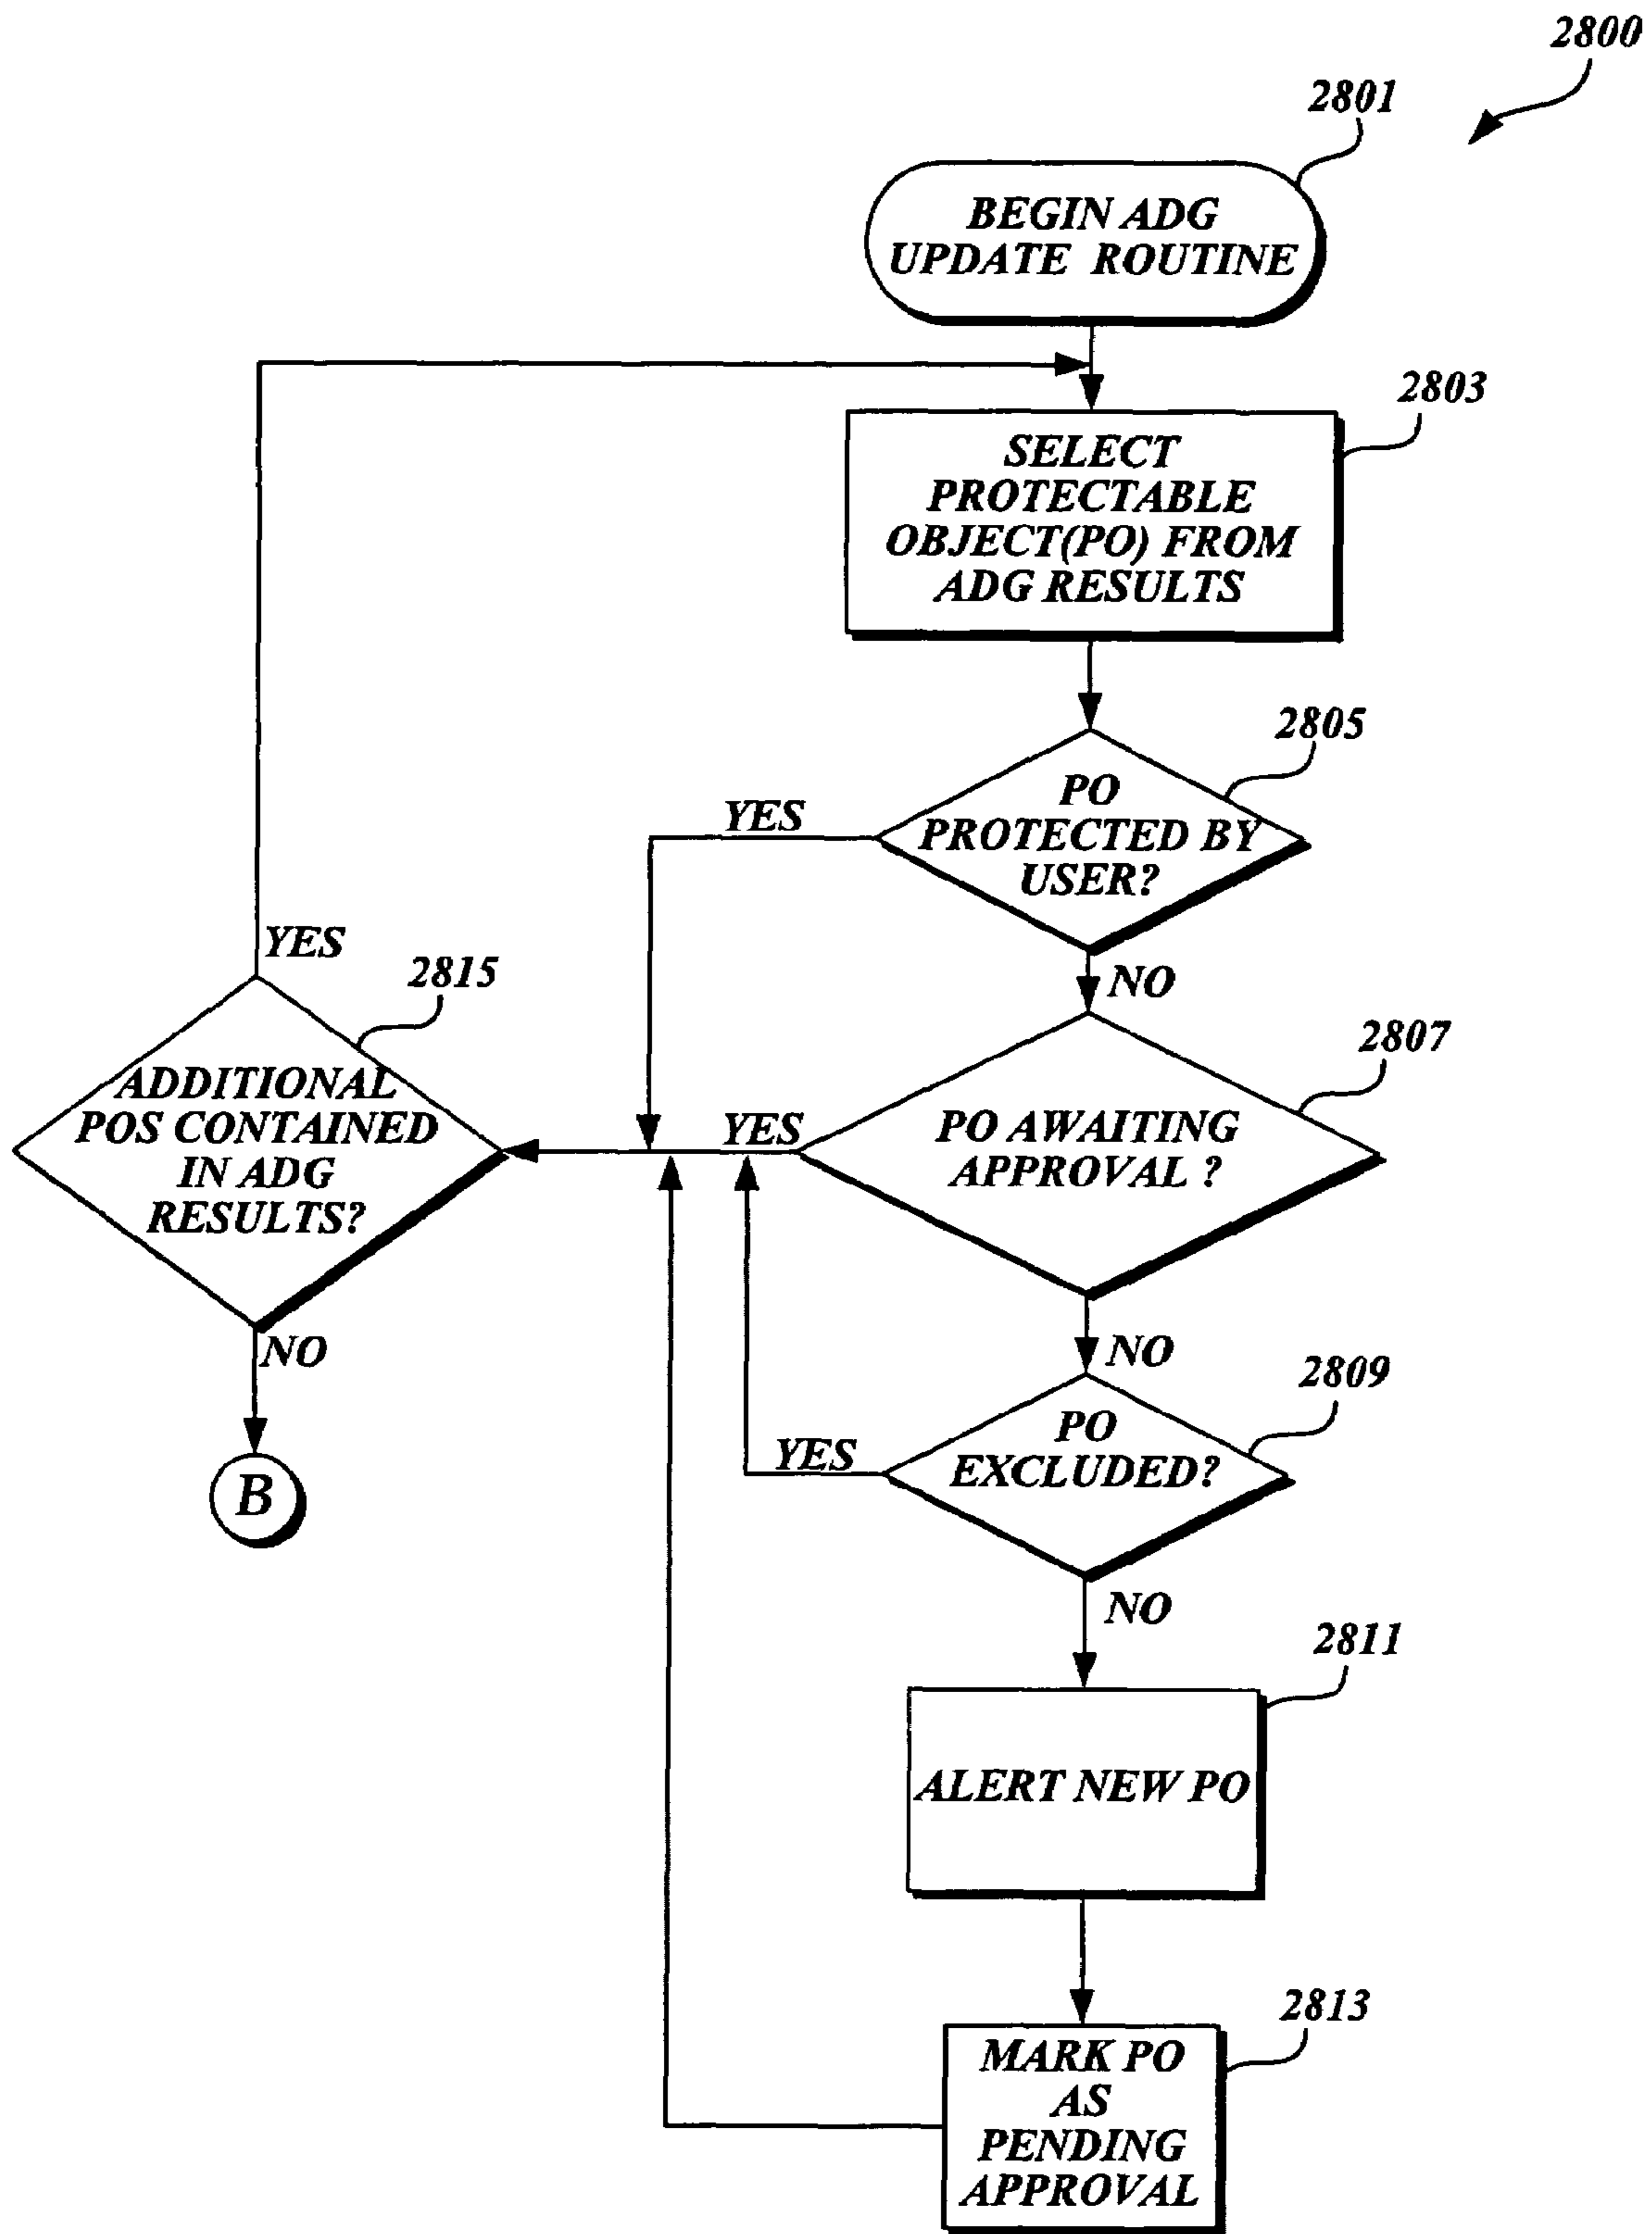 2800
2801
BEGIN ADG
UPDATE ROUTINE
2803
SELECT
PROTECTABLE
OBJECT(PO) FROM
ADG RESULTS
2805
PO
PROTECTED BY
USER?
YES
NO
2807
PO AWAITING
APPROVAL ?
YES
NO
2815
ADDITIONAL
POS CONTAINED
IN ADG
RESULTS?
YES
NO
B
2809
PO
EXCLUDED?
YES
NO
2811
ALERT NEW PO
2813
MARK PO
AS
PENDING
APPROVAL